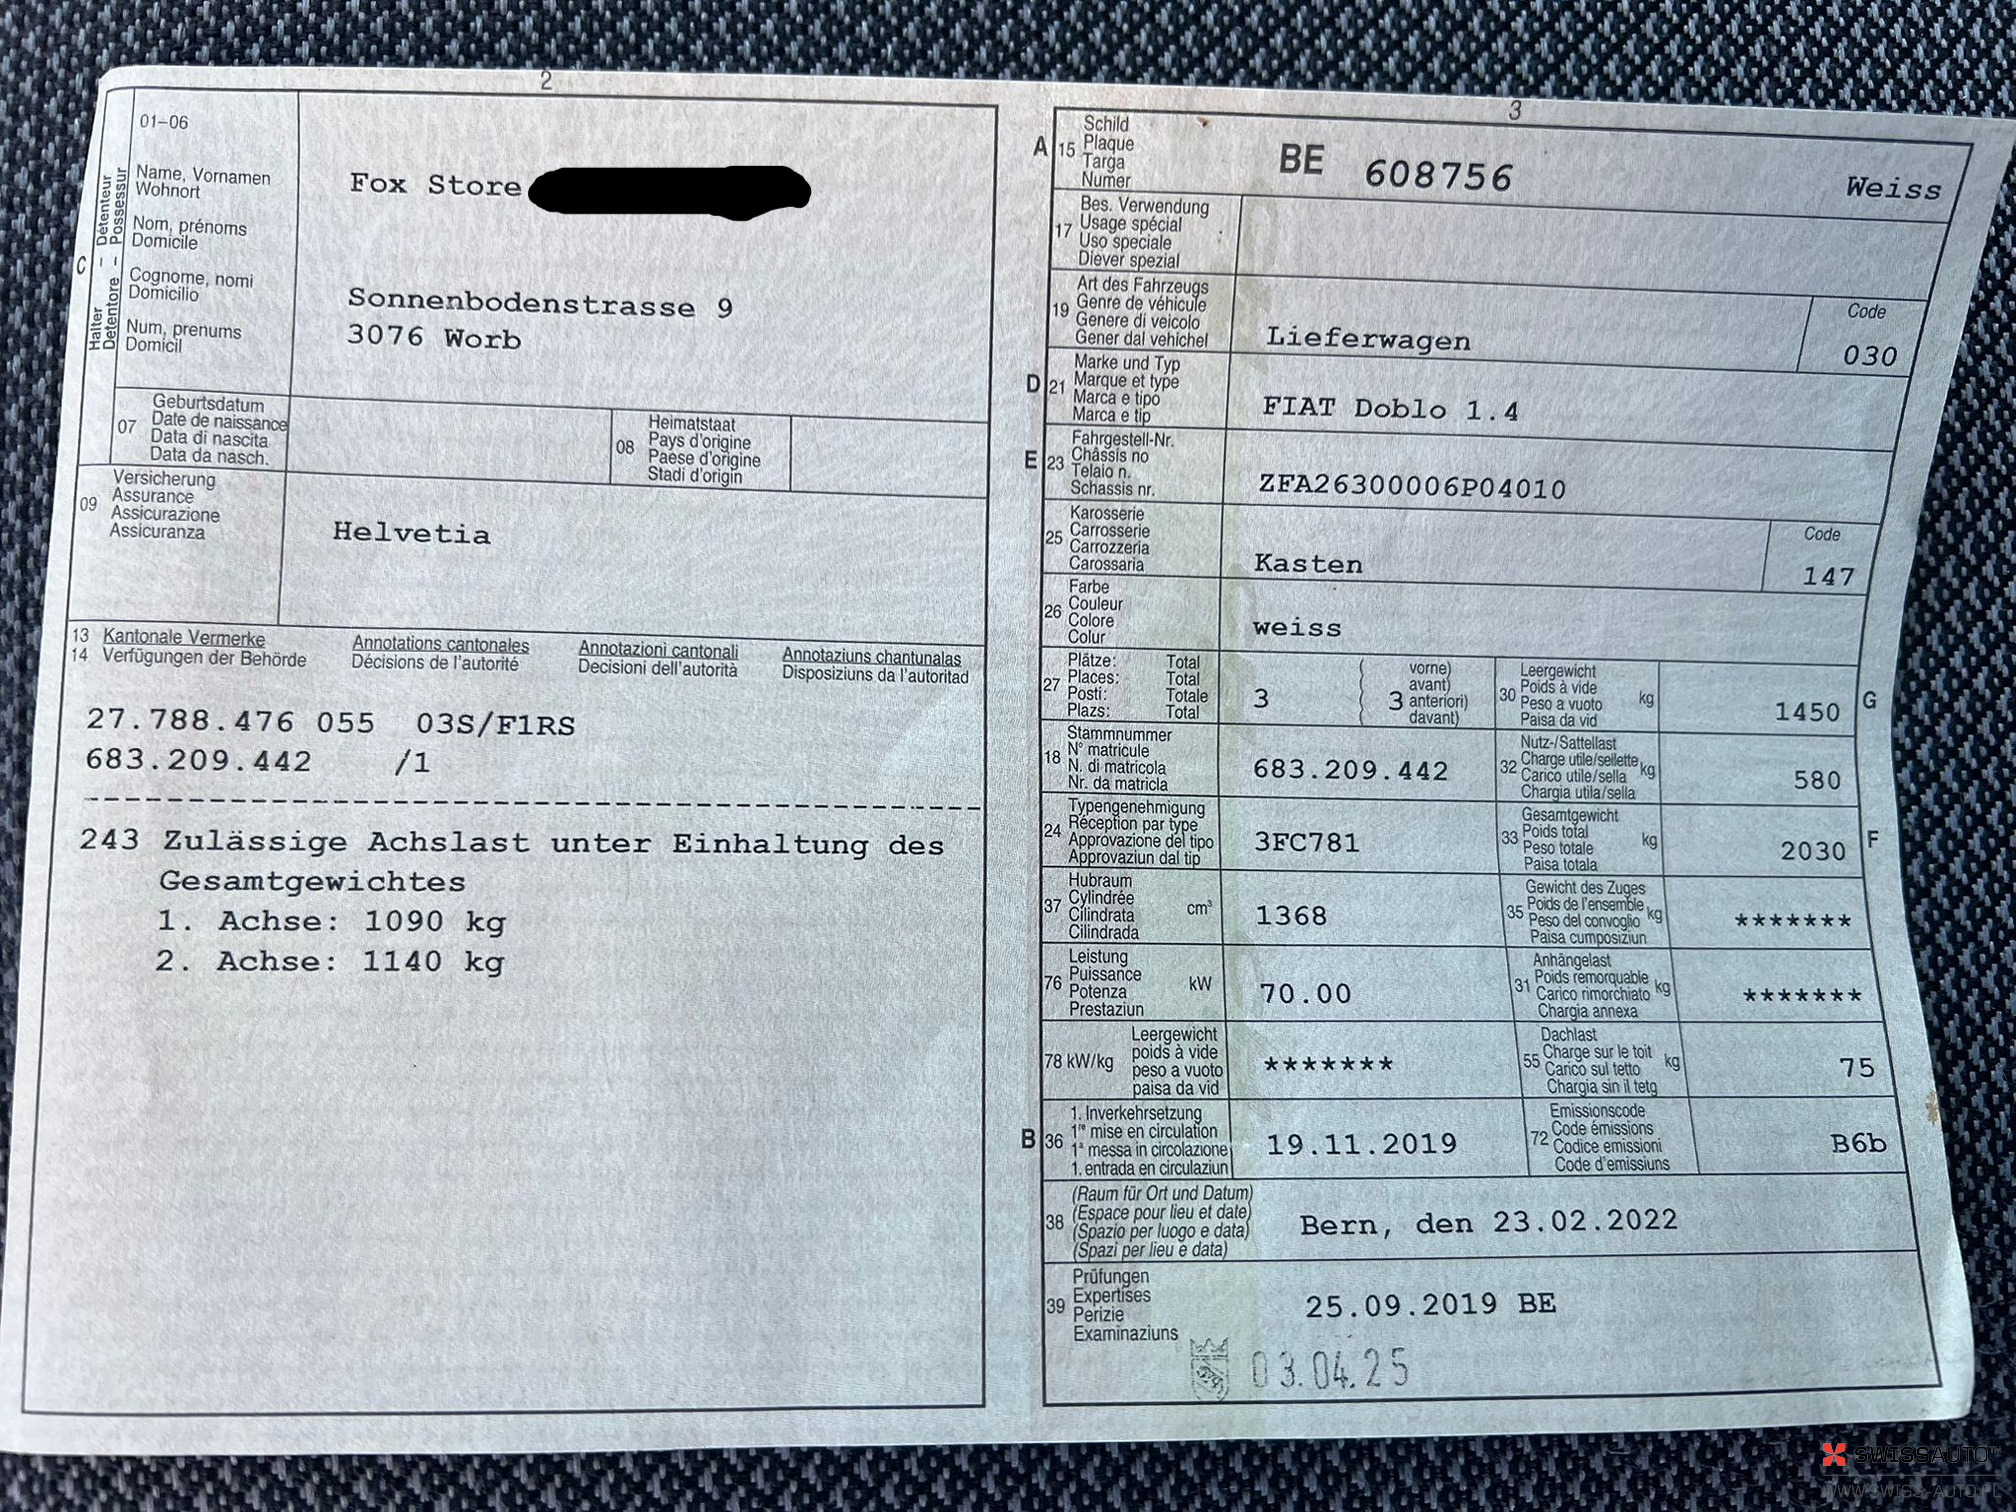 2
01-06
C
Halter - Détenteur
Detentore - Possessur
Name, Vornamen
Wohnort
Nom, prénoms
Domicile
Cognome, nomi
Domicilio
Num, prenums
Domicil
Fox Store
Sonnenbodenstrasse 9
3076 Worb
07
Geburtsdatum
Date de naissance
Data di nascita
Data da nasch.
08
Heimatstaat
Pays d'origine
Paese d'origine
Stadi d'origin
09
Versicherung
Assurance
Assicurazione
Assicuranza
Helvetia
13 Kantonale Vermerke Annotations cantonales Annotazioni cantonali Annotaziuns chantunalas
14 Verfügungen der Behörde Décisions de l'autorité Decisioni dell'autorità Disposiziuns da l'autoritad
27.788.476 055 03S/F1RS
683.209.442 /1
243 Zulässige Achslast unter Einhaltung des
Gesamtgewichtes
1. Achse: 1090 kg
2. Achse: 1140 kg
3
A 15
Schild
Plaque
Targa
Numer
BE 608756 Weiss
17
Bes. Verwendung
Usage spécial
Uso speciale
Diever spezial
19
Art des Fahrzeugs
Genre de véhicule
Genere di veicolo
Gener dal vehichel
Lieferwagen
Code
030
D 21
Marke und Typ
Marque et type
Marca e tipo
Marca e tip
FIAT Doblo 1.4
E 23
Fahrgestell-Nr.
Châssis no
Telaio n.
Schassis nr.
ZFA26300006P04010
25
Karosserie
Carrosserie
Carrozzeria
Carossaria
Kasten
Code
147
26
Farbe
Couleur
Colore
Colur
weiss
27
Plätze: Total
Places: Total
Posti: Totale
Plazs: Total
3
3
vorne)
avant)
anteriori)
davant)
30
Leergewicht
Poids à vide
Peso a vuoto
Paisa da vid
kg
1450
G
18
Stammnummer
N° matricule
N. di matricola
Nr. da matricla
683.209.442
32
Nutz-/Sattellast
Charge utile/sellette
Carico utile/sella
Chargia utila/sella
kg
580
24
Typengenehmigung
Réception par type
Approvazione del tipo
Approvaziun dal tip
3FC781
33
Gesamtgewicht
Poids total
Peso totale
Paisa totala
kg
2030
F
37
Hubraum
Cylindrée
Cilindrata
Cilindrada
cm³
1368
35
Gewicht des Zuges
Poids de l'ensemble
Peso del convoglio
Paisa cumposiziun
kg
*******
76
Leistung
Puissance
Potenza
Prestaziun
kW
70.00
31
Anhängelast
Poids remorquable
Carico rimorchiato
Chargia annexa
kg
*******
78 kW/kg
Leergewicht
poids à vide
peso a vuoto
paisa da vid
*******
55
Dachlast
Charge sur le toit
Carico sul tetto
Chargia sin il tetg
kg
75
B 36
1. Inverkehrsetzung
1re mise en circulation
1a messa in circolazione
1. entrada en circulaziun
19.11.2019
72
Emissionscode
Code émissions
Codice emissioni
Code d'emissiuns
B6b
38
(Raum für Ort und Datum)
(Espace pour lieu et date)
(Spazio per luogo e data)
(Spazi per lieu e data)
Bern, den 23.02.2022
39
Prüfungen
Expertises
Perizie
Examinaziuns
25.09.2019 BE
03.04.25
SWISSAUTO
WWW.SWISS-AUTO.PL